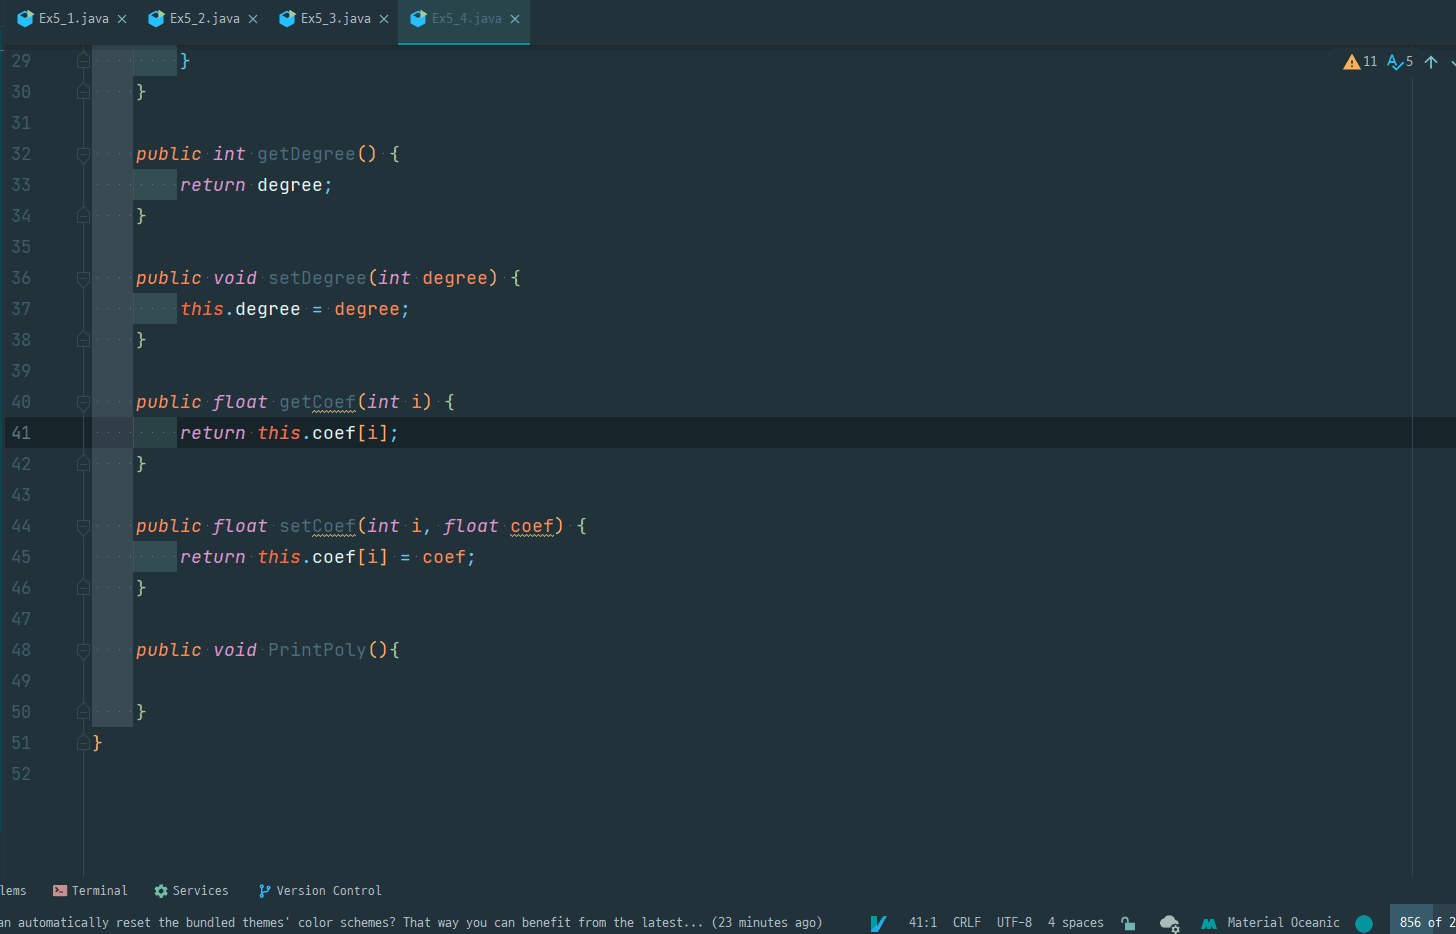 Ex5_1.java Ex5_2.java Ex5_3.java Ex5_4.java
29 }
11 5
30 }
31
32 public int getDegree() {
33 return degree;
34 }
35
36 public void setDegree(int degree) {
37 this.degree = degree;
38 }
39
40 public float getCoef(int i) {
41 return this.coef[i];
42 }
43
44 public float setCoef(int i, float coef) {
45 return this.coef[i] = coef;
46 }
47
48 public void PrintPoly(){
49
50 }
51 }
52
lems Terminal Services Version Control
an automatically reset the bundled themes' color schemes? That way you can benefit from the latest... (23 minutes ago) 41:1 CRLF UTF-8 4 spaces Material Oceanic 856 of 2